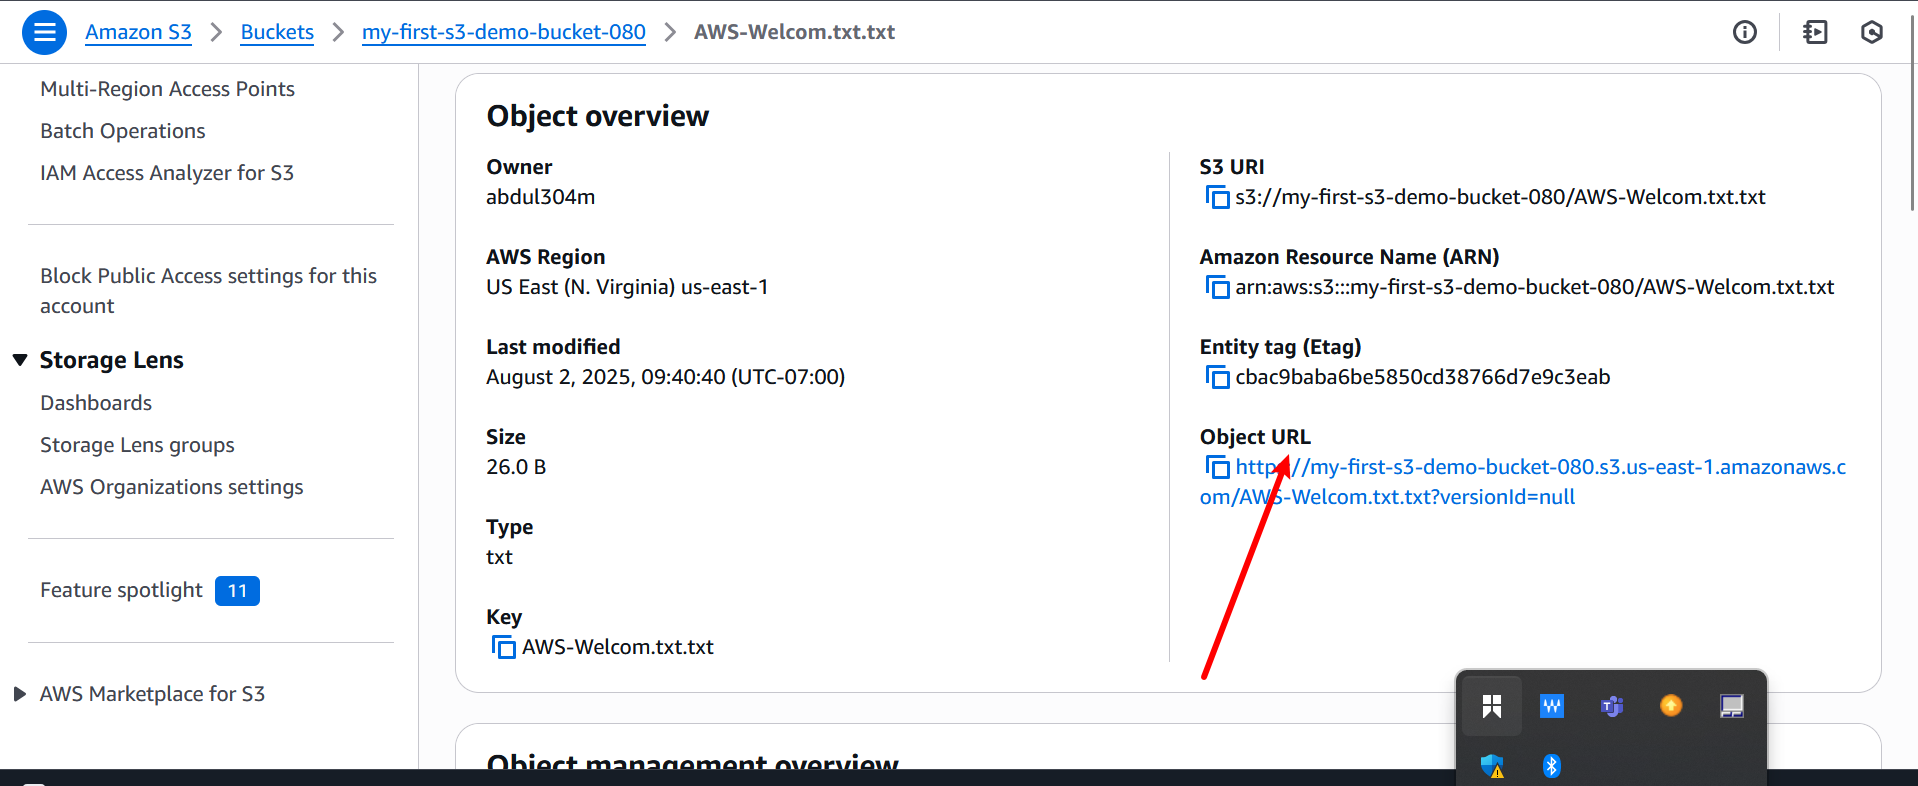 Amazon S3 > Buckets > my-first-s3-demo-bucket-080 > AWS-Welcom.txt.txt
Multi-Region Access Points
Batch Operations
IAM Access Analyzer for S3
Block Public Access settings for this
account
Storage Lens
Dashboards
Storage Lens groups
AWS Organizations settings
Feature spotlight 11
AWS Marketplace for S3
Object overview
Owner
abdul304m
AWS Region
US East (N. Virginia) us-east-1
Last modified
August 2, 2025, 09:40:40 (UTC-07:00)
Size
26.0 B
Type
txt
Key
AWS-Welcom.txt.txt
S3 URI
s3://my-first-s3-demo-bucket-080/AWS-Welcom.txt.txt
Amazon Resource Name (ARN)
arn:aws:s3:::my-first-s3-demo-bucket-080/AWS-Welcom.txt.txt
Entity tag (Etag)
cbac9baba6be5850cd38766d7e9c3eab
Object URL
https://my-first-s3-demo-bucket-080.s3.us-east-1.amazonaws.c
om/AWS-Welcom.txt.txt?versionId=null
Object management overview